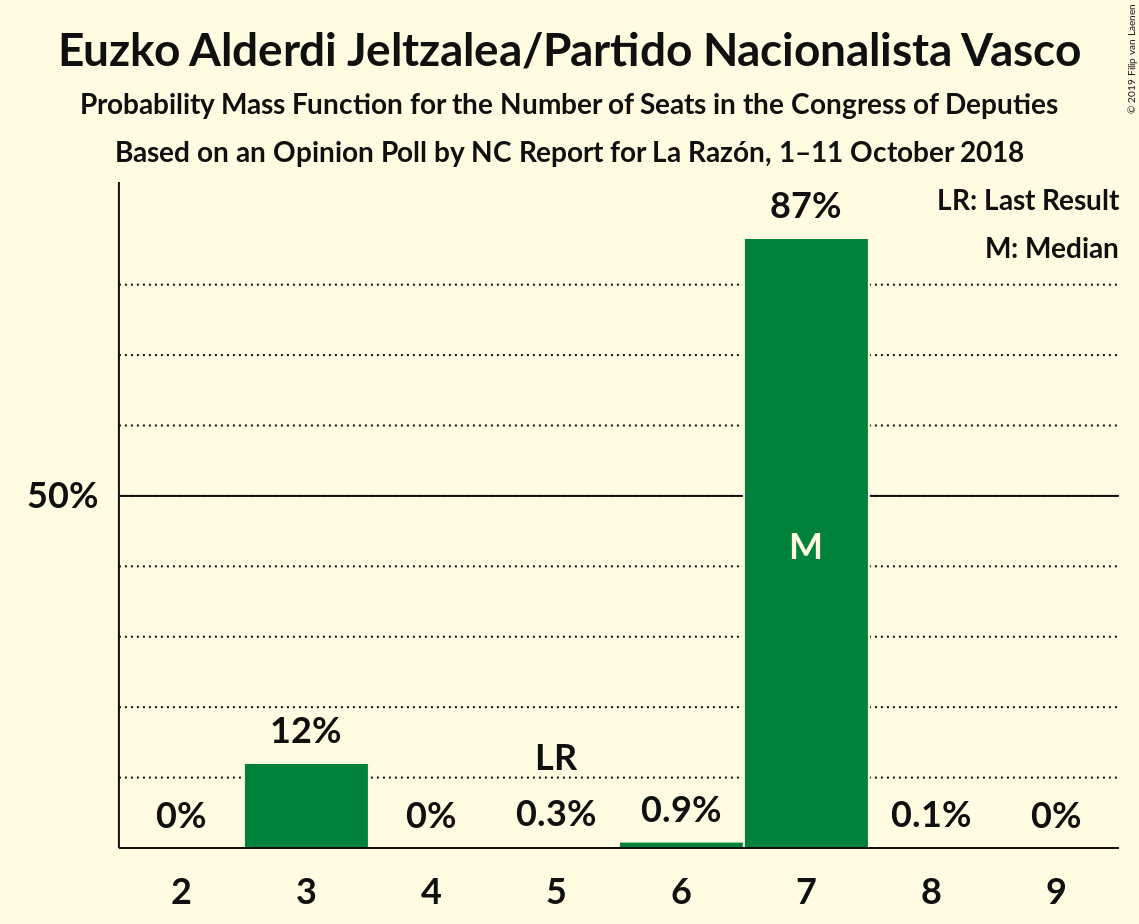 Euzko Alderdi Jeltzalea/Partido Nacionalista Vasco
Probability Mass Function for the Number of Seats in the Congress of Deputies
Based on an Opinion Poll by NC Report for La Razón, 1–11 October 2018
© 2019 Filip van Laenen
LR: Last Result
M: Median
87%
50%
M
12%
LR
0%
0%
0.3%
0.9%
0.1%
0%
2 3 4 5 6 7 8 9